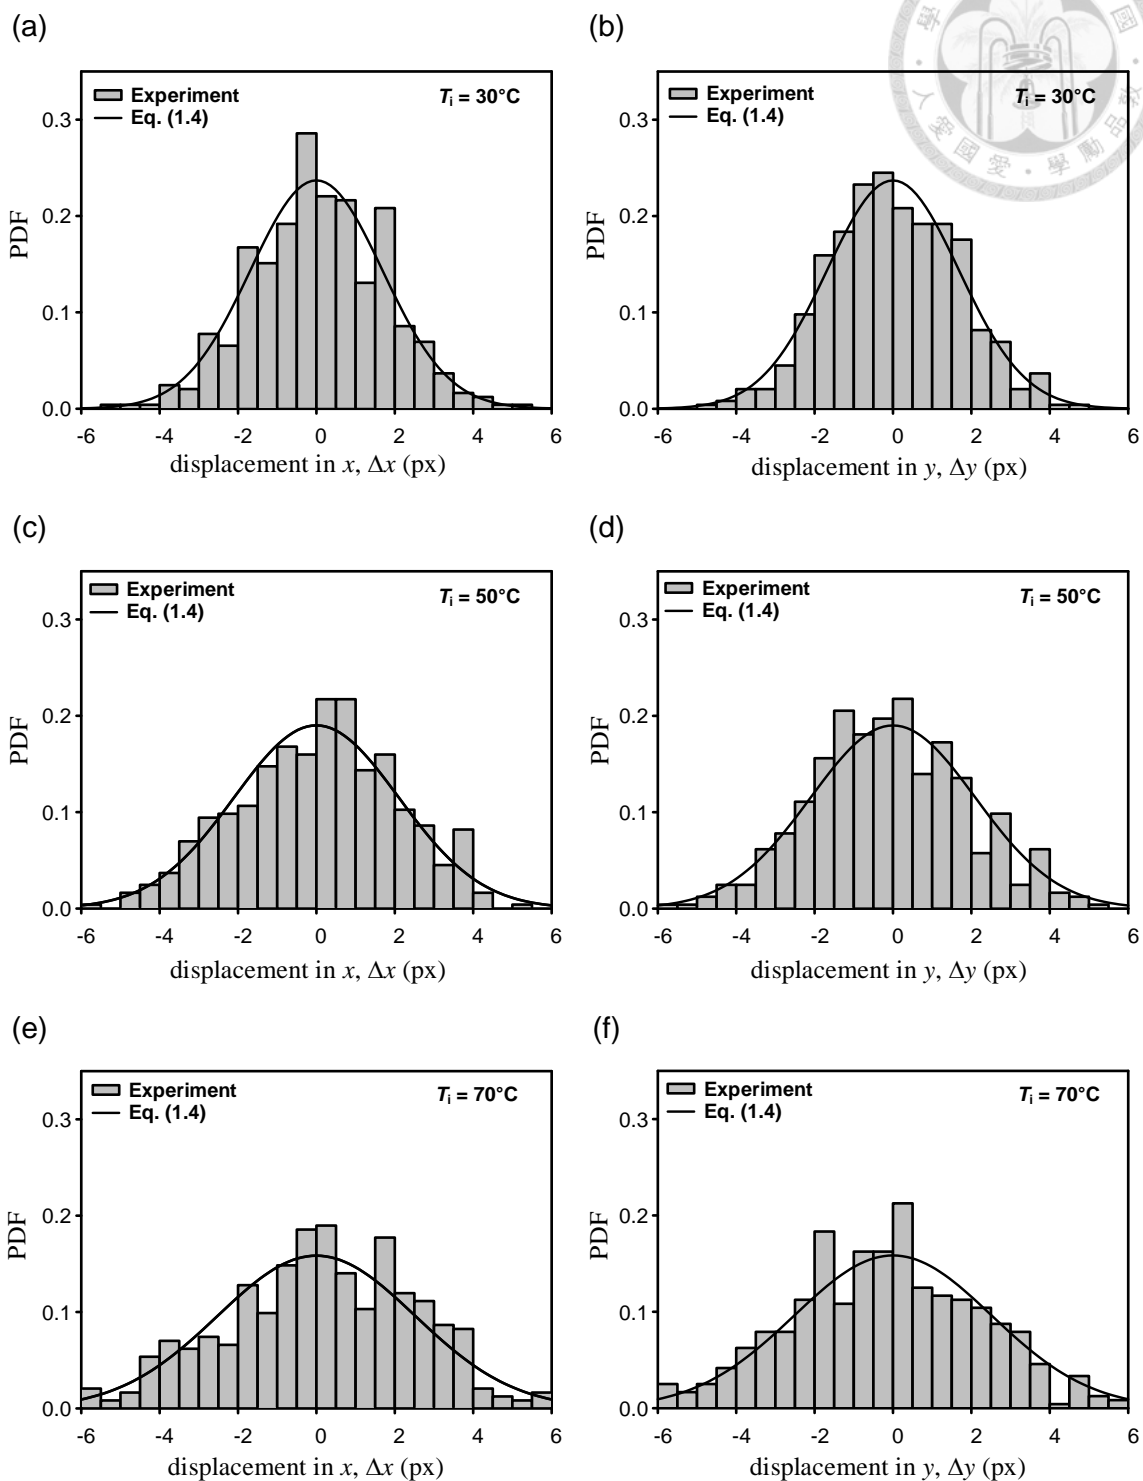 (a)
(b)
Experiment
Eq. (1.4)
Ti = 30°C
PDF
0.3
0.2
0.1
0.0
-6 -4 -2 0 2 4 6
displacement in x, Δx (px)
Experiment
Eq. (1.4)
Ti = 30°C
PDF
0.3
0.2
0.1
0.0
-6 -4 -2 0 2 4 6
displacement in y, Δy (px)
(c)
(d)
Experiment
Eq. (1.4)
Ti = 50°C
PDF
0.3
0.2
0.1
0.0
-6 -4 -2 0 2 4 6
displacement in x, Δx (px)
Experiment
Eq. (1.4)
Ti = 50°C
PDF
0.3
0.2
0.1
0.0
-6 -4 -2 0 2 4 6
displacement in y, Δy (px)
(e)
(f)
Experiment
Eq. (1.4)
Ti = 70°C
PDF
0.3
0.2
0.1
0.0
-6 -4 -2 0 2 4 6
displacement in x, Δx (px)
Experiment
Eq. (1.4)
Ti = 70°C
PDF
0.3
0.2
0.1
0.0
-6 -4 -2 0 2 4 6
displacement in y, Δy (px)